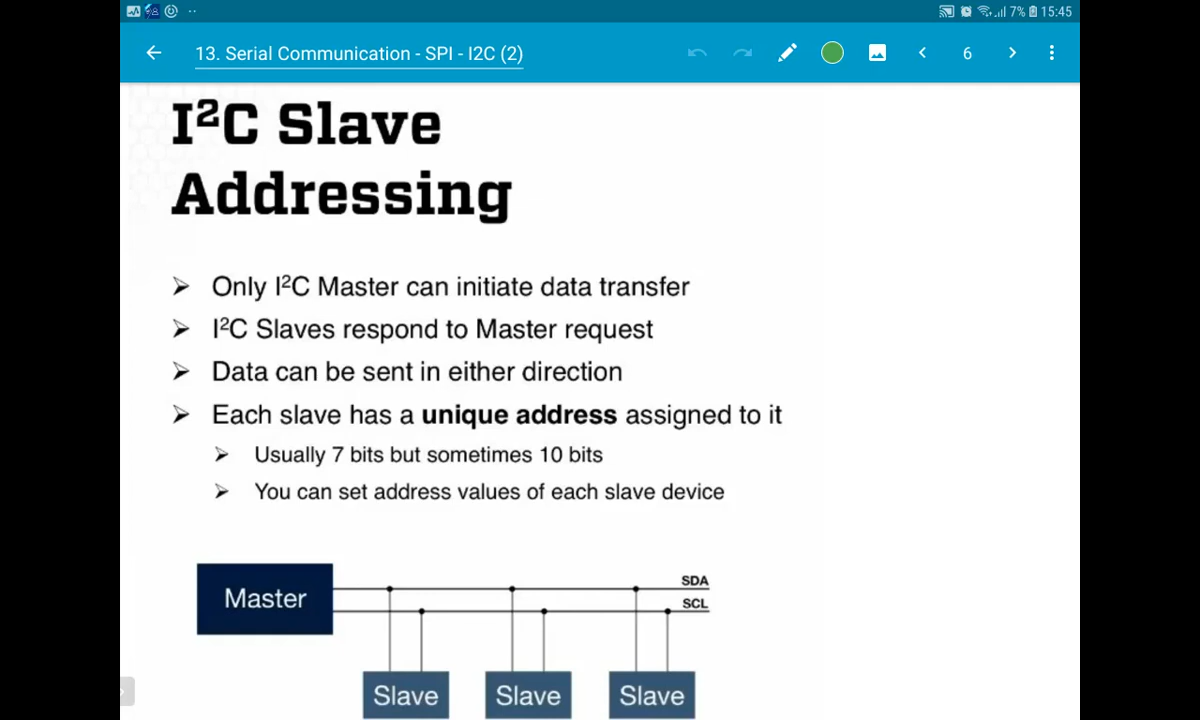 7% 15:45
13. Serial Communication - SPI - I2C (2)
6
I²C Slave
Addressing
➤ Only I²C Master can initiate data transfer
➤ I²C Slaves respond to Master request
➤ Data can be sent in either direction
➤ Each slave has a unique address assigned to it
➤ Usually 7 bits but sometimes 10 bits
➤ You can set address values of each slave device
Master
SDA
SCL
Slave Slave Slave